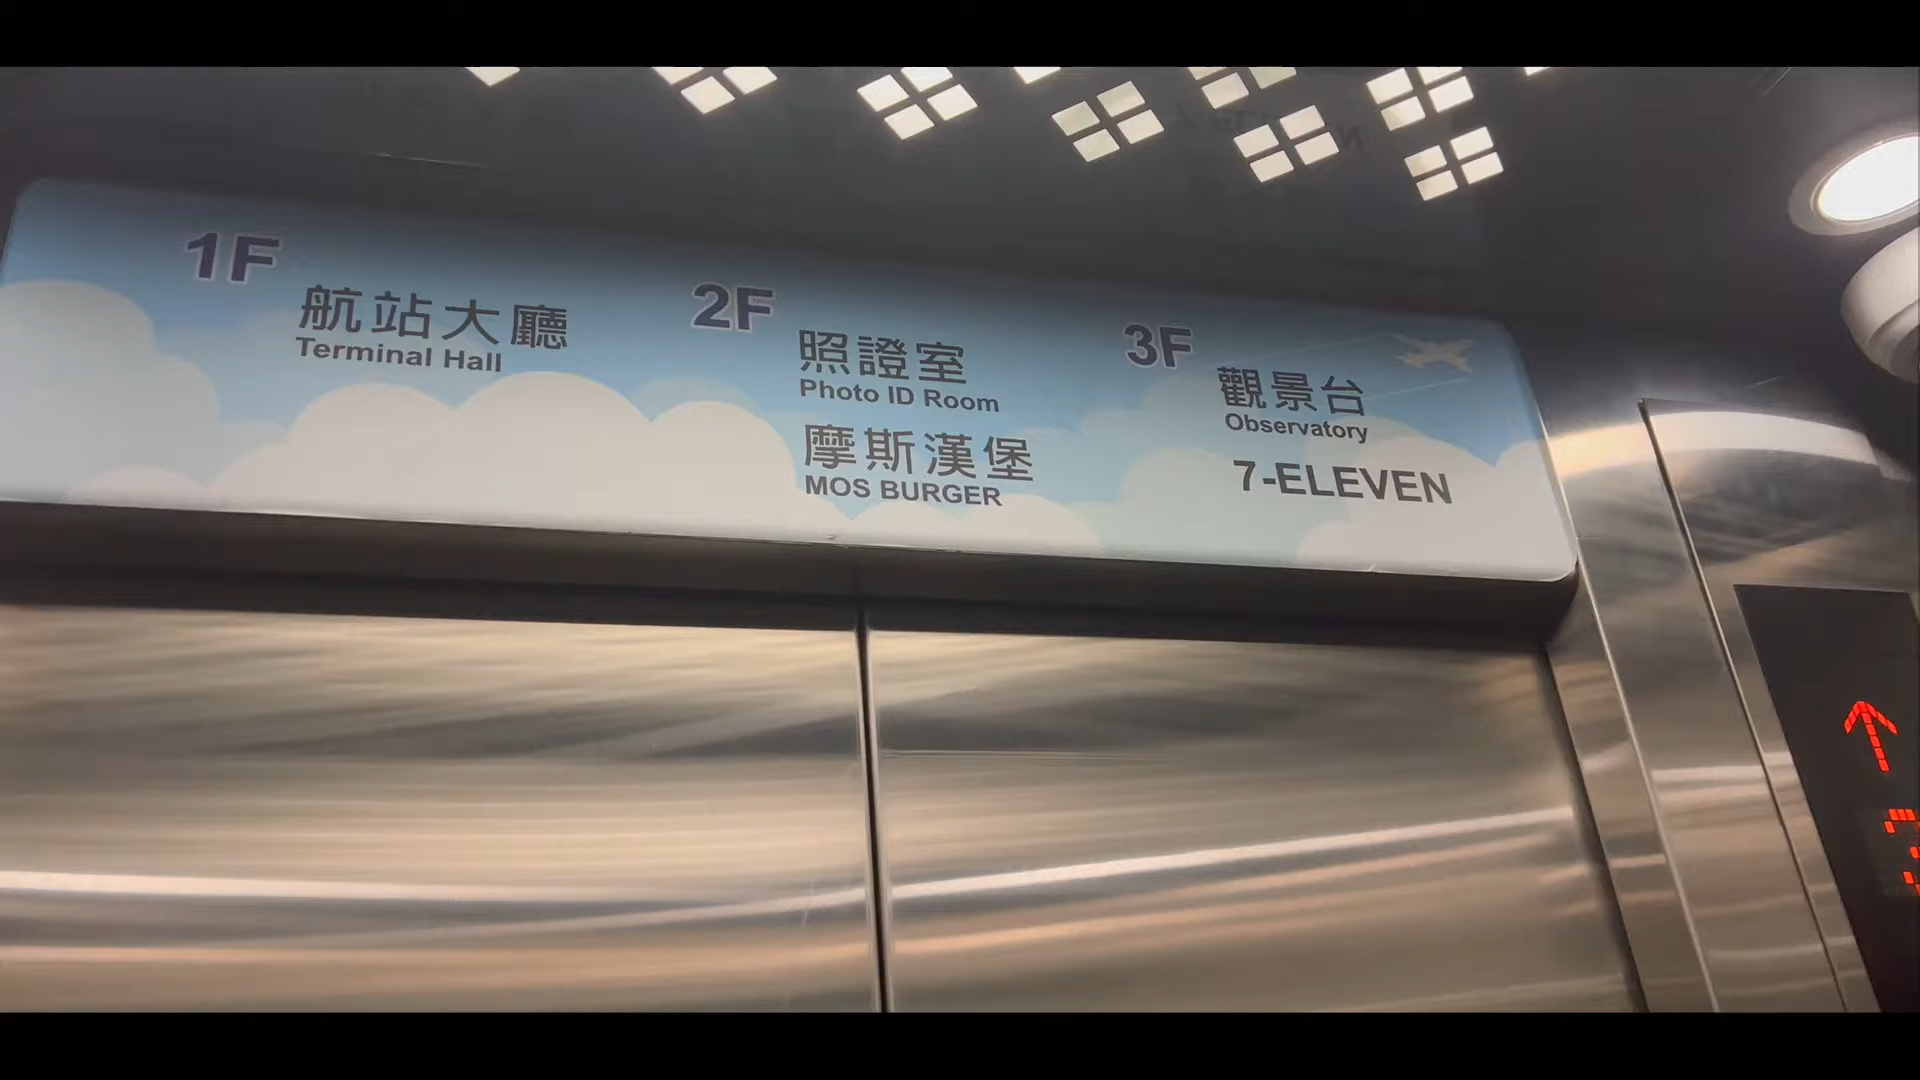 1F
航站大廳
Terminal Hall
2F
照證室
Photo ID Room
摩斯漢堡
MOS BURGER
3F
觀景台
Observatory
7-ELEVEN